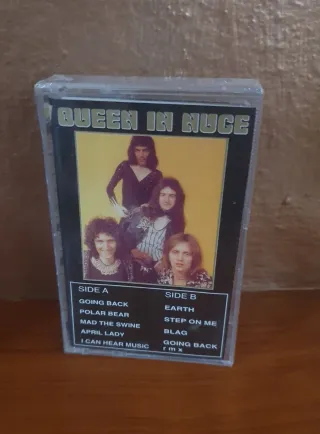 QUEEN IN NUCE
SIDE A
GOING BACK
POLAR BEAR
MAD THE SWINE
APRIL LADY
I CAN HEAR MUSIC
SIDE B
EARTH
STEP ON ME
BLAG
GOING BACK
r m x